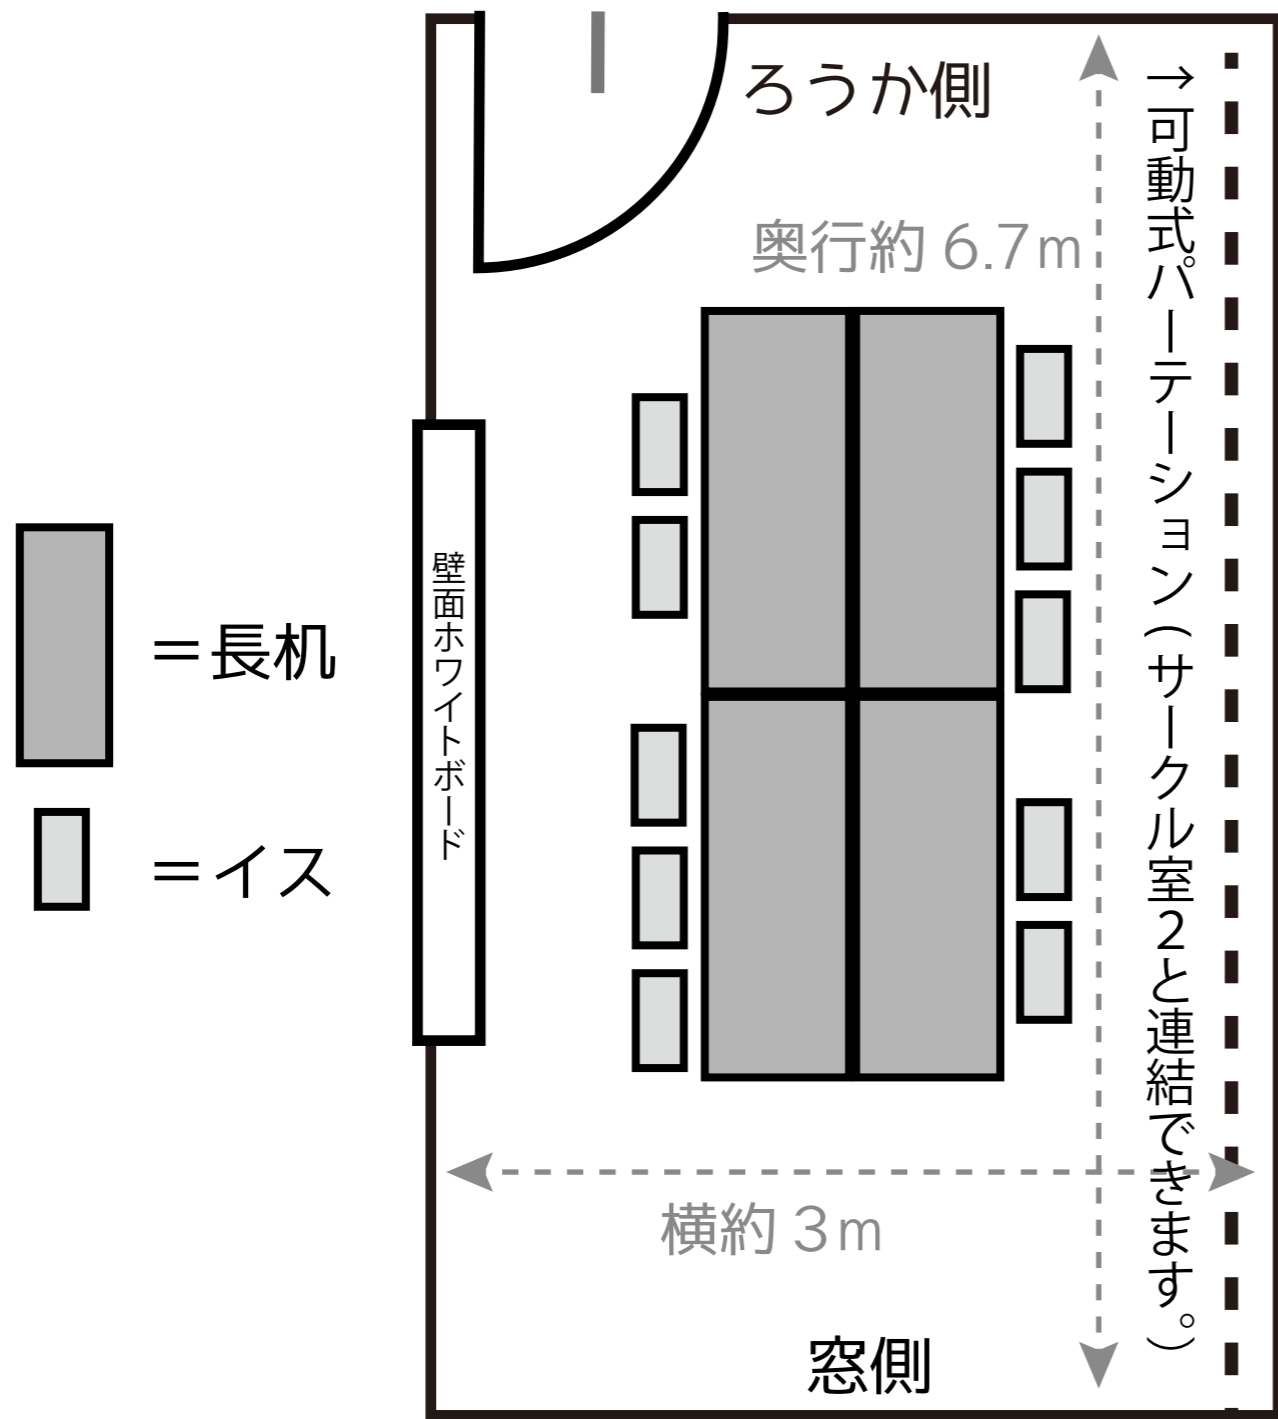 ろうか側
→可動式パーテーション(サークル室2と連結できます。)
奥行約6.7m
壁面ホワイトボード
=長机
=イス
横約3m
窓側